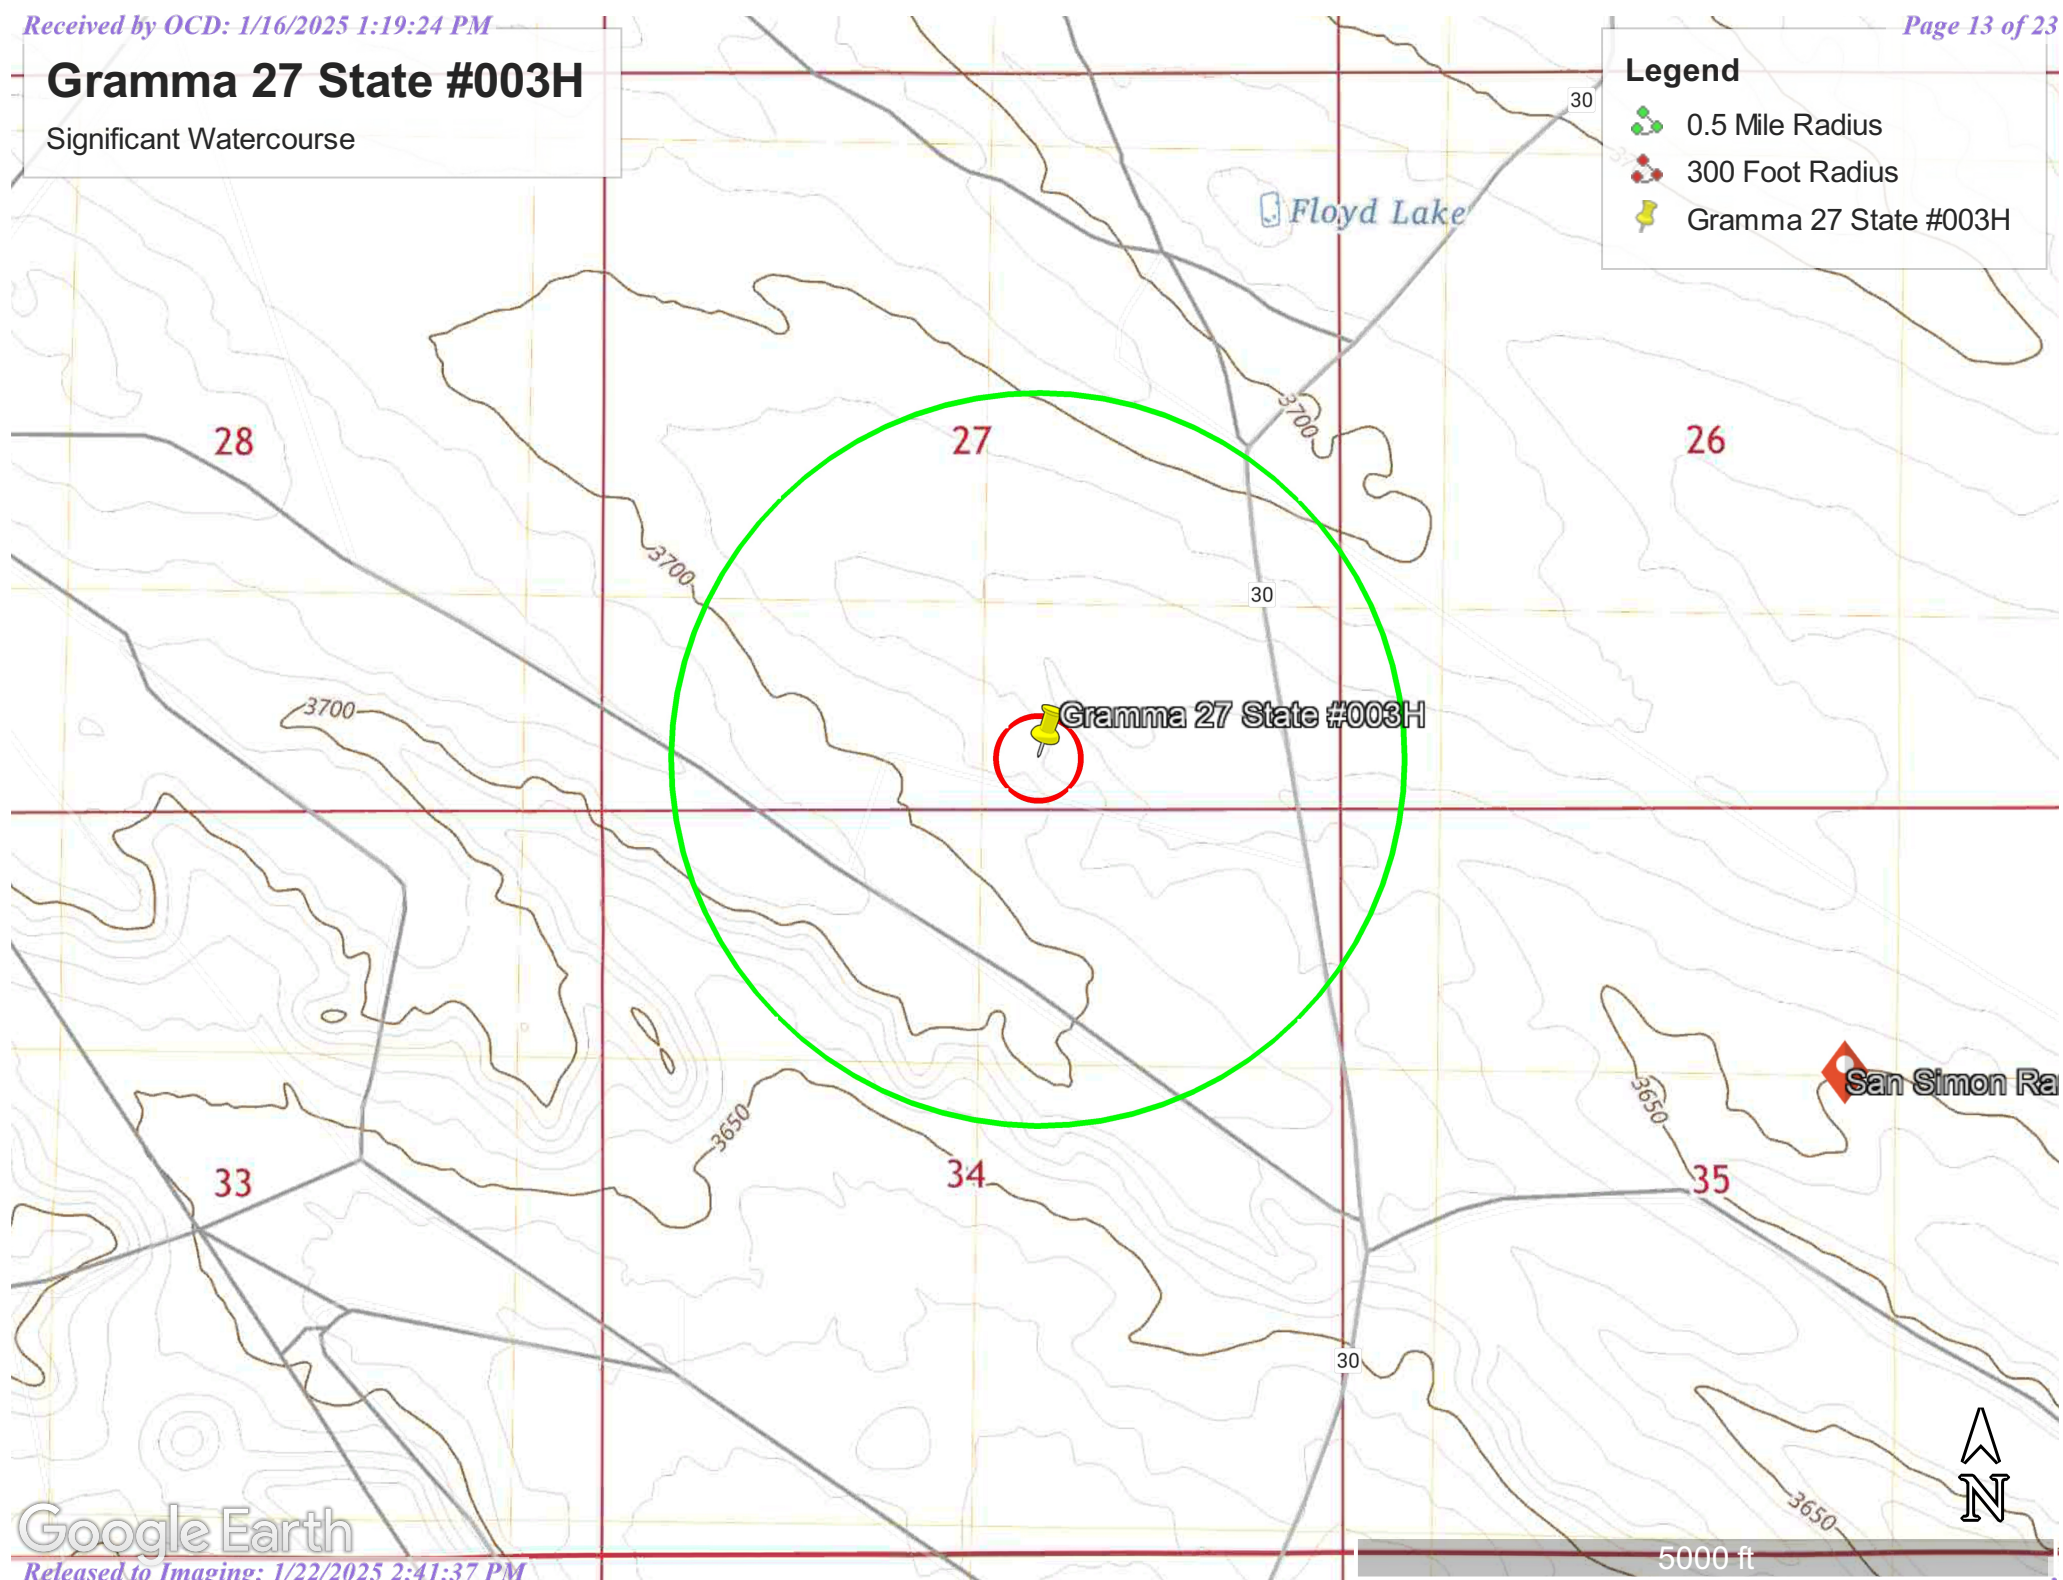 Received by OCD: 1/16/2025 1:19:24 PM
Page 13 of 23
Gramma 27 State #003H
Significant Watercourse
Legend
0.5 Mile Radius
300 Foot Radius
Gramma 27 State #003H
30
Floyd Lake
3700
28
27
26
3700
30
3700
Gramma 27 State #003H
San Simon Ra
3650
3650
33
34
35
30
3650
N
Google Earth
5000 ft
Released to Imaging: 1/22/2025 2:41:37 PM